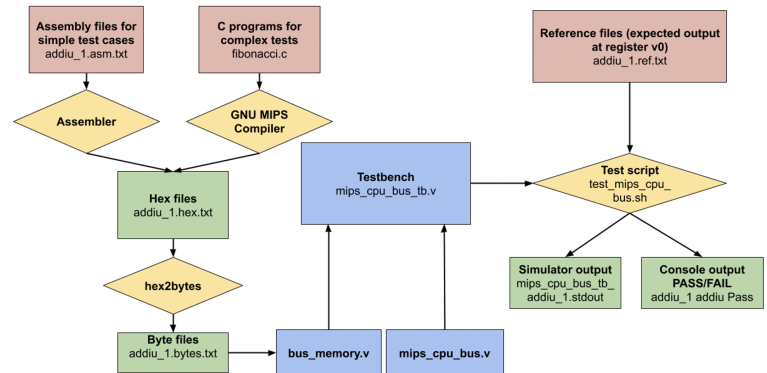 Assembly files for
simple test cases
addiu_1.asm.txt
C programs for
complex tests
fibonacci.c
Reference files (expected output
at register v0)
addiu_1.ref.txt
Assembler
GNU MIPS
Compiler
Testbench
mips_cpu_bus_tb.v
Test script
test_mips_cpu_
bus.sh
Hex files
addiu_1.hex.txt
hex2bytes
Simulator output
mips_cpu_bus_tb_
addiu_1.stdout
Console output
PASS/FAIL
addiu_1 addiu Pass
Byte files
addiu_1.bytes.txt
bus_memory.v
mips_cpu_bus.v